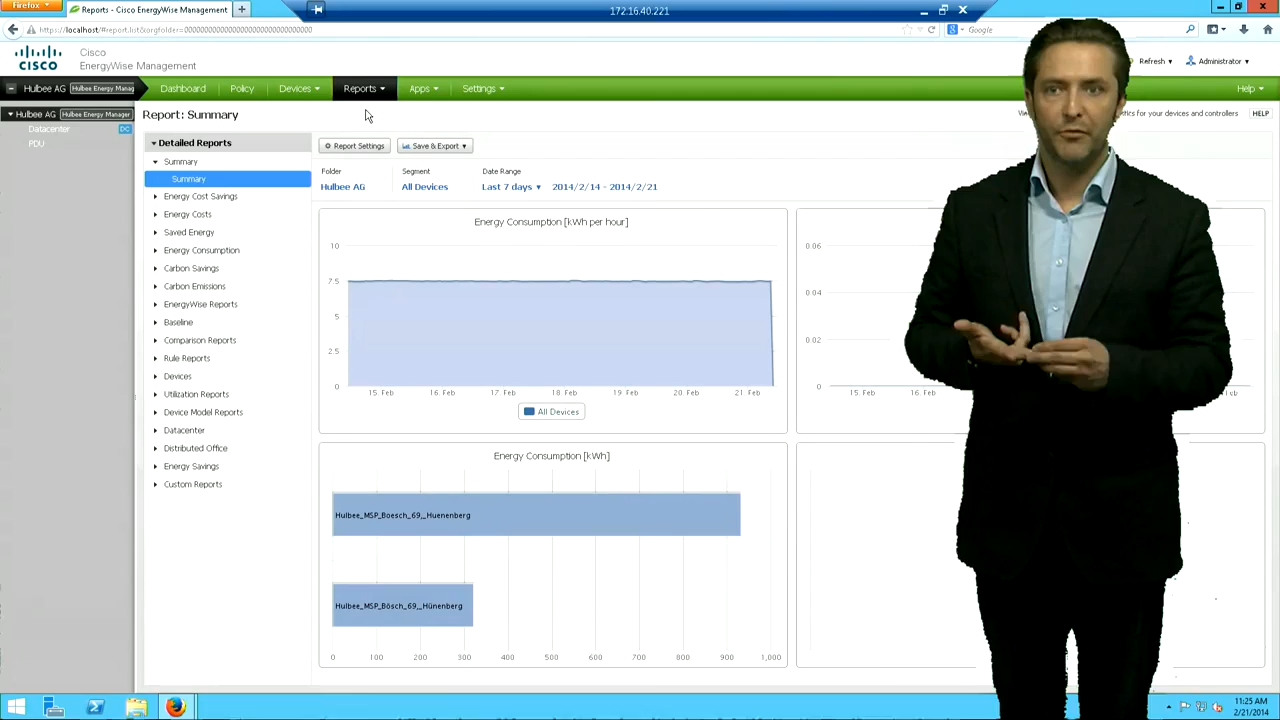 Firefox
Reports - Cisco EnergyWise Management
172.16.40.221
https://localhost/#report.list&orgfolder=
Google
CISCO
Cisco
EnergyWise Management
Refresh
Administrator
Hulbee AG
Hulbee Energy Manag
Dashboard
Policy
Devices
Reports
Apps
Settings
Help
Hulbee AG
Hulbee Energy Manager
Datacenter
DC
PDU
Report: Summary
tics for your devices and controllers
HELP
Detailed Reports
Summary
Summary
Energy Cost Savings
Energy Costs
Saved Energy
Energy Consumption
Carbon Savings
Carbon Emissions
EnergyWise Reports
Baseline
Comparison Reports
Rule Reports
Devices
Utilization Reports
Device Model Reports
Datacenter
Distributed Office
Energy Savings
Custom Reports
Report Settings
Save & Export
Folder
Segment
Date Range
Hulbee AG
All Devices
Last 7 days
2014/2/14 - 2014/2/21
Energy Consumption [kWh per hour]
10
7.5
5
2.5
0
15. Feb
16. Feb
17. Feb
18. Feb
19. Feb
20. Feb
21. Feb
All Devices
0.06
0.04
0.02
0
15. Feb
16. Feb
Energy Consumption [kWh]
Hulbee_MSP_Boesch_69,_Huenenberg
Hulbee_MSP_Bösch_69,_Hünenberg
0
100
200
300
400
500
600
700
800
900
1,000
11:25 AM
2/21/2014